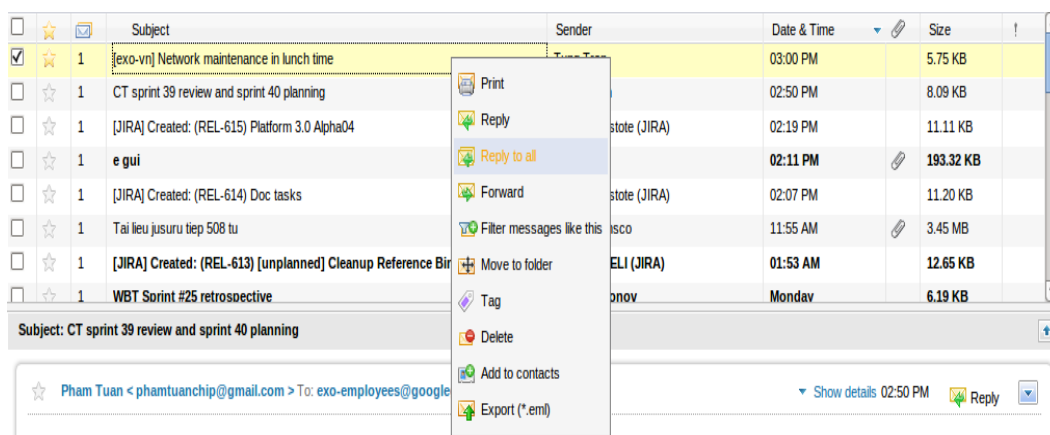 Subject Sender Date & Time Size !
1 [exo-vn] Network maintenance in lunch time 03:00 PM 5.75 KB
Print
1 CT sprint 39 review and sprint 40 planning 02:50 PM 8.09 KB
Reply
1 [JIRA] Created: (REL-615) Platform 3.0 Alpha04 stote (JIRA) 02:19 PM 11.11 KB
Reply to all
1 e gui 02:11 PM 193.32 KB
Forward
1 [JIRA] Created: (REL-614) Doc tasks stote (JIRA) 02:07 PM 11.20 KB
Filter messages like this
1 Tai lieu jusuru tiep 508 tu nsco 11:55 AM 3.45 MB
Move to folder
1 [JIRA] Created: (REL-613) [unplanned] Cleanup Reference Bin ELI (JIRA) 01:53 AM 12.65 KB
Tag
1 WBT Sprint #25 retrospective onov Monday 6.19 KB
Subject: CT sprint 39 review and sprint 40 planning
Delete
Add to contacts
Pham Tuan < phamtuanchip@gmail.com > To: exo-employees@google Show details 02:50 PM Reply
Export (*.eml)